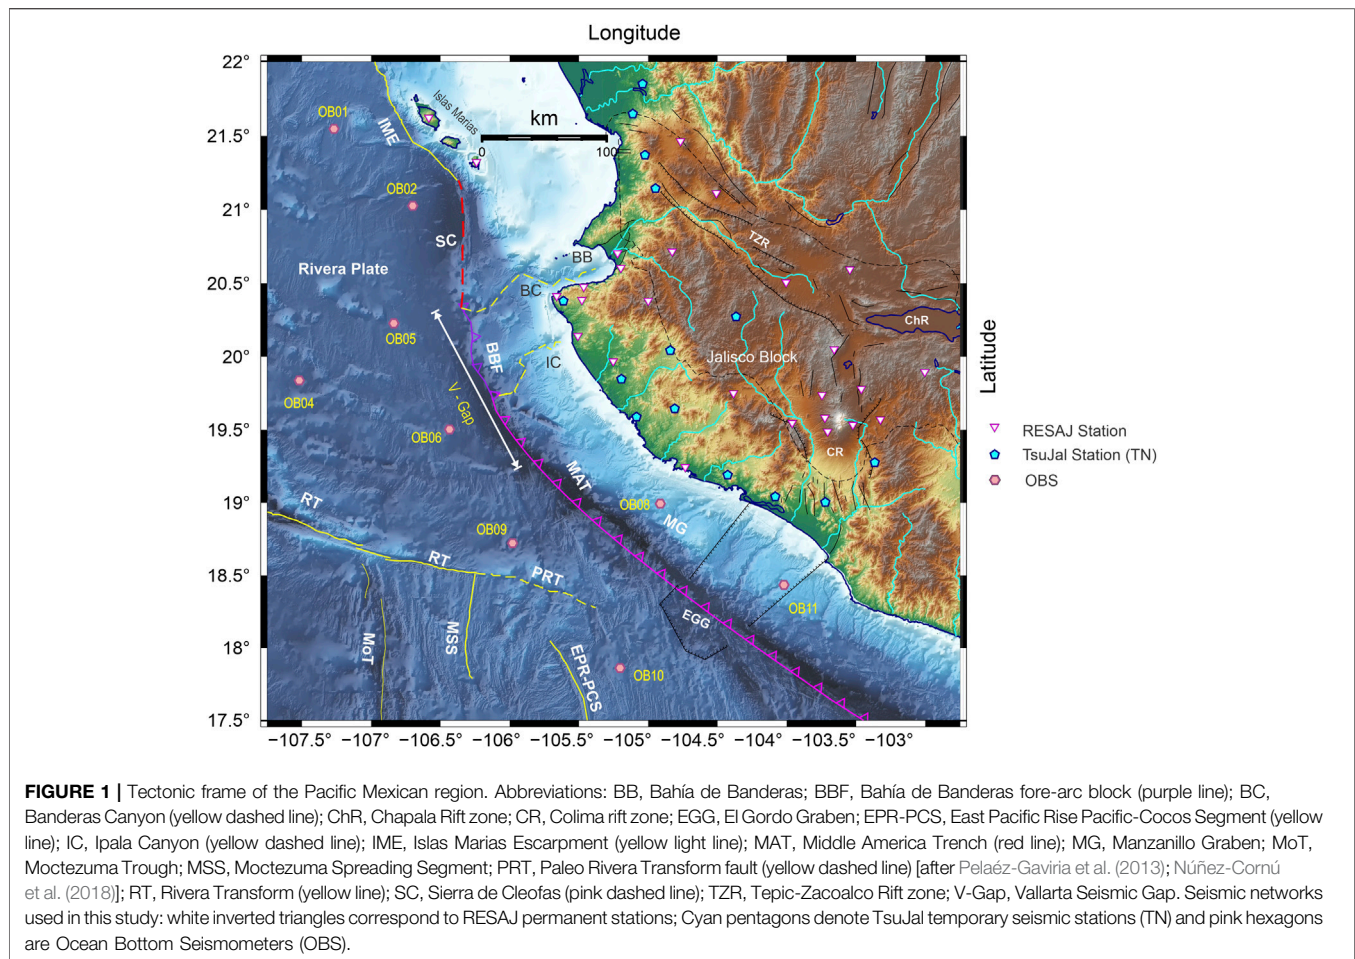 Longitude
22°
21.5°
21°
20.5°
20°
19.5°
19°
18.5°
18°
17.5°
−107.5° −107° −106.5° −106° −105.5° −105° −104.5° −104° −103.5° −103°
Latitude
Islas Marias
km
0 100
OB01
IME
OB02
SC
Rivera Plate
BB
BC
TZR
ChR
OB05
BBF
IC
Jalisco Block
OB04
V - Gap
OB06
CR
MAT
OB08
MG
RT
OB09
RT
PRT
OB11
EGG
MoT
MSS
EPR-PCS
OB10
RESAJ Station
TsuJal Station (TN)
OBS
FIGURE 1 | Tectonic frame of the Pacific Mexican region. Abbreviations: BB, Bahía de Banderas; BBF, Bahía de Banderas fore-arc block (purple line); BC,
Banderas Canyon (yellow dashed line); ChR, Chapala Rift zone; CR, Colima rift zone; EGG, El Gordo Graben; EPR-PCS, East Pacific Rise Pacific-Cocos Segment (yellow
line); IC, Ipala Canyon (yellow dashed line); IME, Islas Marias Escarpment (yellow light line); MAT, Middle America Trench (red light line); MG, Manzanillo Graben; MoT,
Moctezuma Trough; MSS, Moctezuma Spreading Segment; PRT, Paleo Rivera Transform fault (yellow dashed line) [after Pelaéz-Gaviria et al. (2013); Núñez-Cornú
et al. (2018)]; RT, Rivera Transform (yellow line); SC, Sierra de Cleofas (pink dashed line); TZR, Tepic-Zacoalco Rift zone; V-Gap, Vallarta Seismic Gap. Seismic networks
used in this study: white inverted triangles correspond to RESAJ permanent stations; Cyan pentagons denote TsuJal temporary seismic stations (TN) and pink hexagons
are Ocean Bottom Seismometers (OBS).